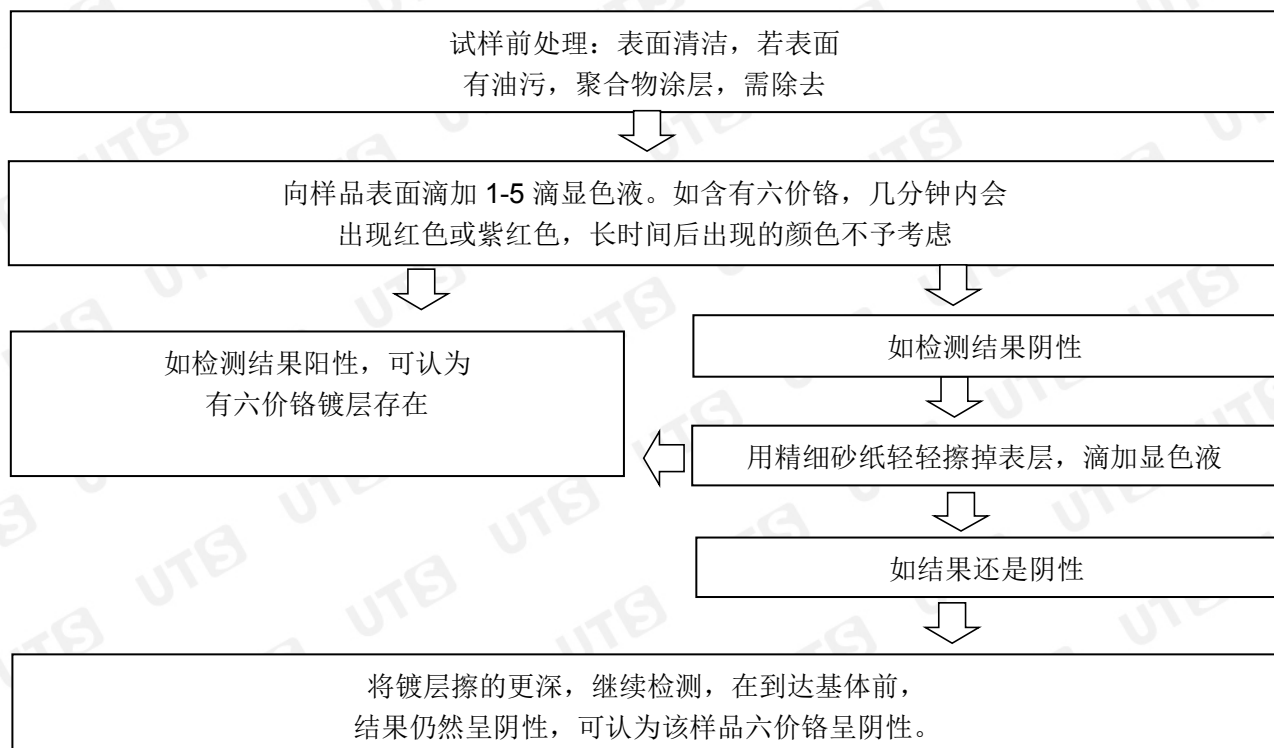 试样前处理：表面清洁，若表面
有油污，聚合物涂层，需除去
向样品表面滴加 1-5 滴显色液。如含有六价铬，几分钟内会
出现红色或紫红色，长时间后出现的颜色不予考虑
如检测结果阳性，可认为
有六价铬镀层存在
如检测结果阴性
用精细砂纸轻轻擦掉表层，滴加显色液
如结果还是阴性
将镀层擦的更深，继续检测，在到达基体前，
结果仍然呈阴性，可认为该样品六价铬呈阴性。